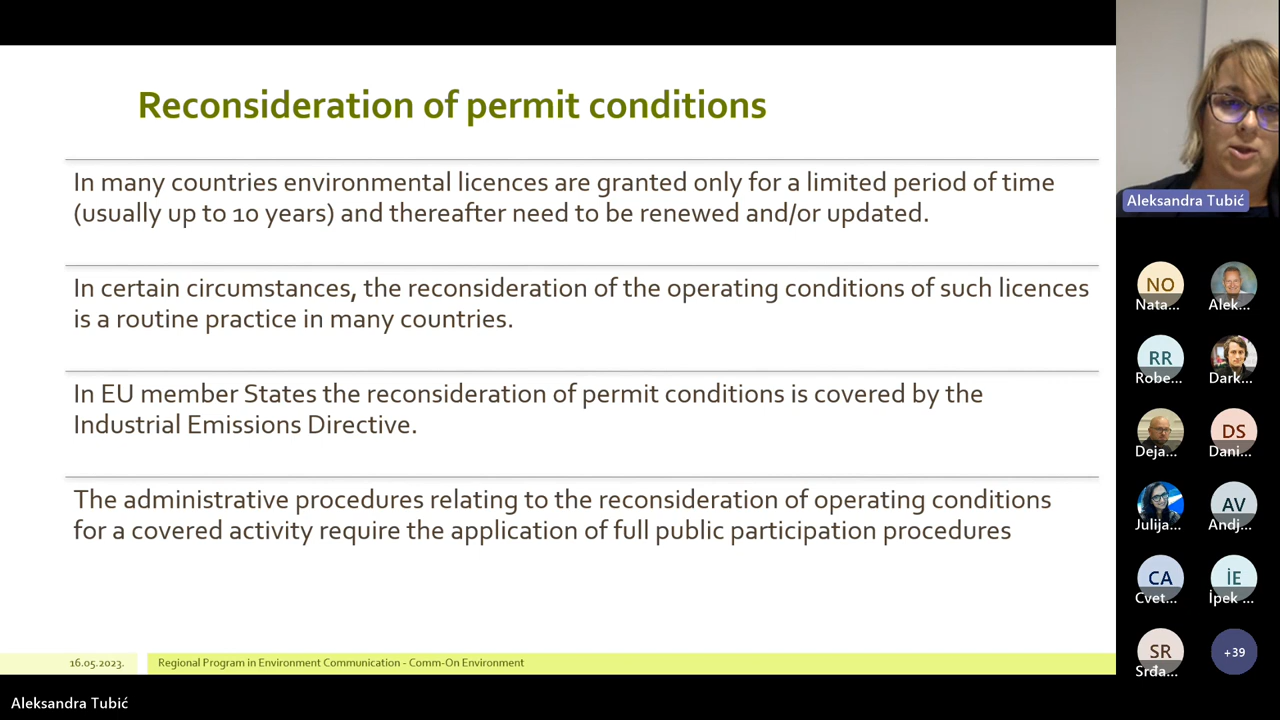 Reconsideration of permit conditions
In many countries environmental licences are granted only for a limited period of time
(usually up to 10 years) and thereafter need to be renewed and/or updated.
In certain circumstances, the reconsideration of the operating conditions of such licences
is a routine practice in many countries.
In EU member States the reconsideration of permit conditions is covered by the
Industrial Emissions Directive.
The administrative procedures relating to the reconsideration of operating conditions
for a covered activity require the application of full public participation procedures
16.05.2023.
Regional Program in Environment Communication - Comm-On Environment
Aleksandra Tubić
Aleksandra Tubić
NO
Nata...
Alek...
RR
Robe...
Dark...
Deja...
DS
Dani...
Julija...
AV
Andj...
CA
Cvet...
İE
İpek ...
SR
Srđa...
+39